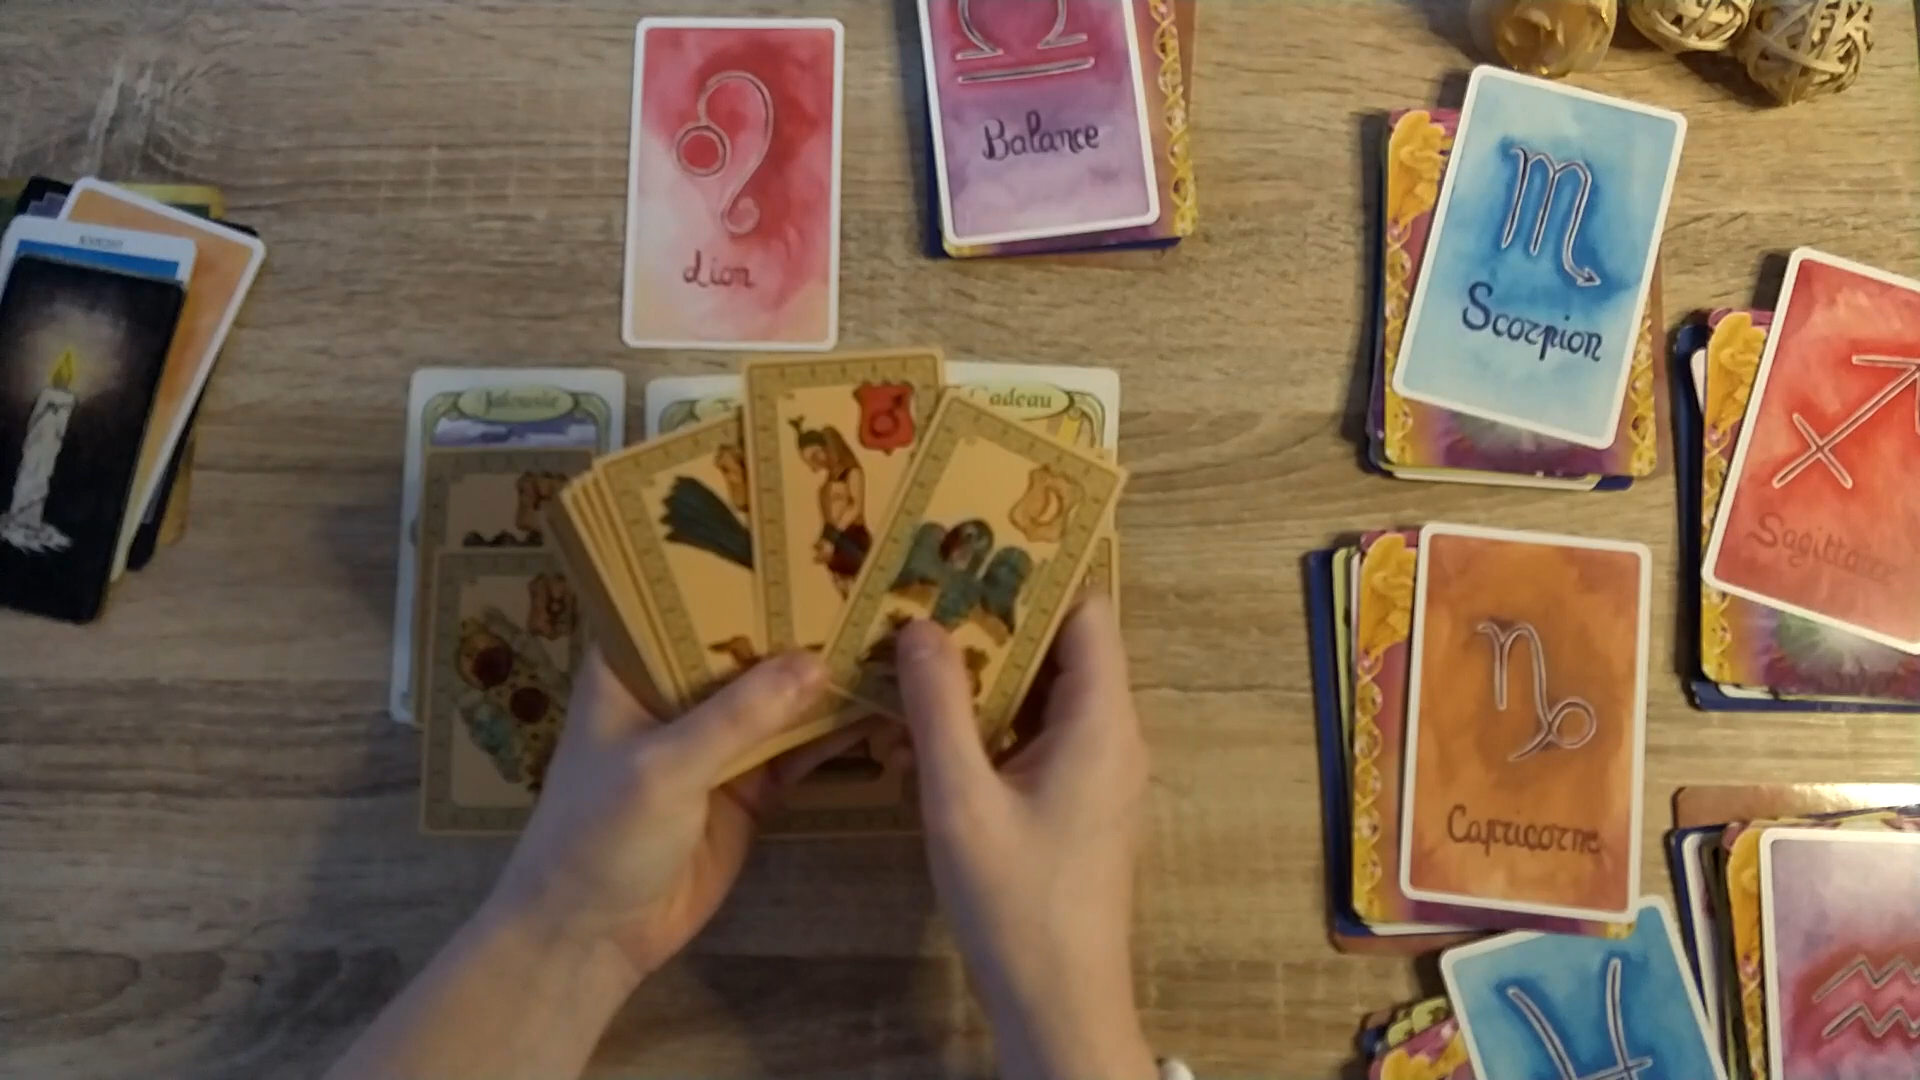 Lion
Balance
Scorpion
Sagittaire
Capricorne
Jalousie
Cadeau